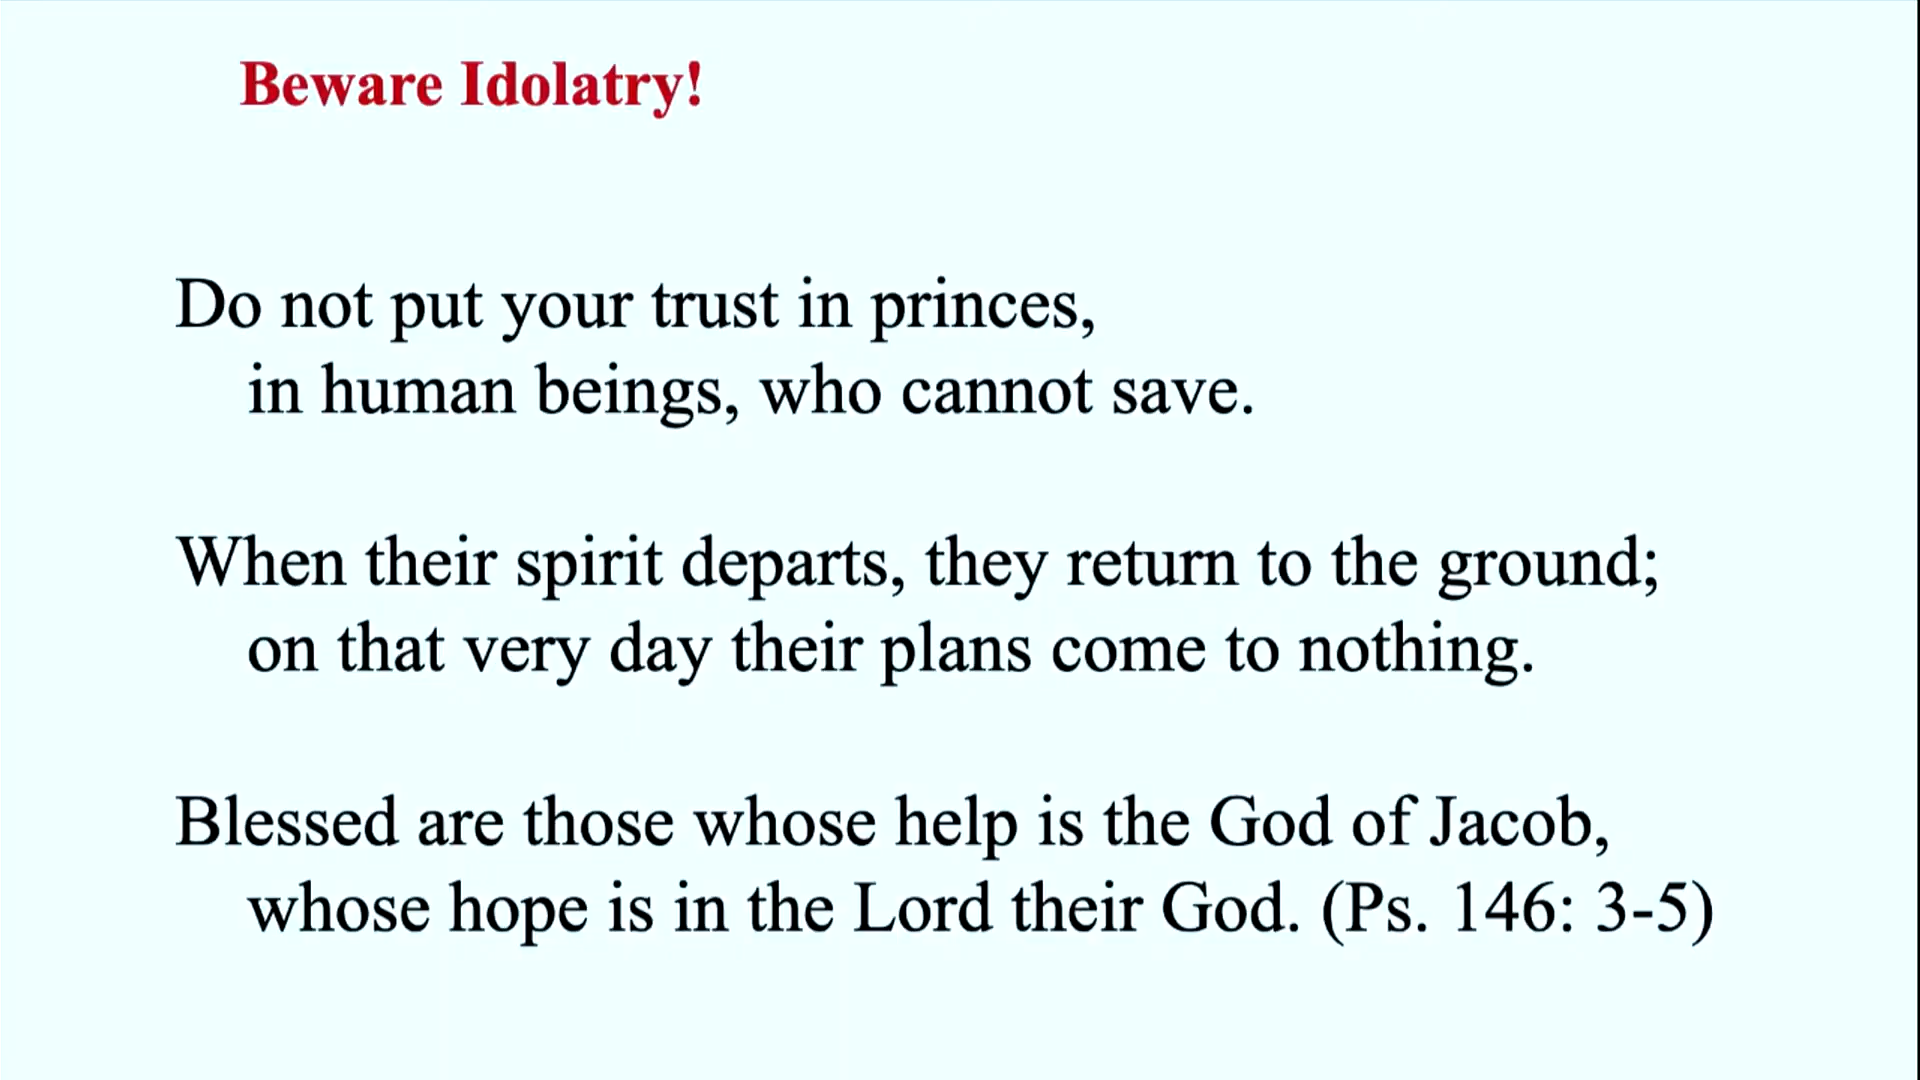 Beware Idolatry!
Do not put your trust in princes,
in human beings, who cannot save.
When their spirit departs, they return to the ground;
on that very day their plans come to nothing.
Blessed are those whose help is the God of Jacob,
whose hope is in the Lord their God. (Ps. 146: 3-5)